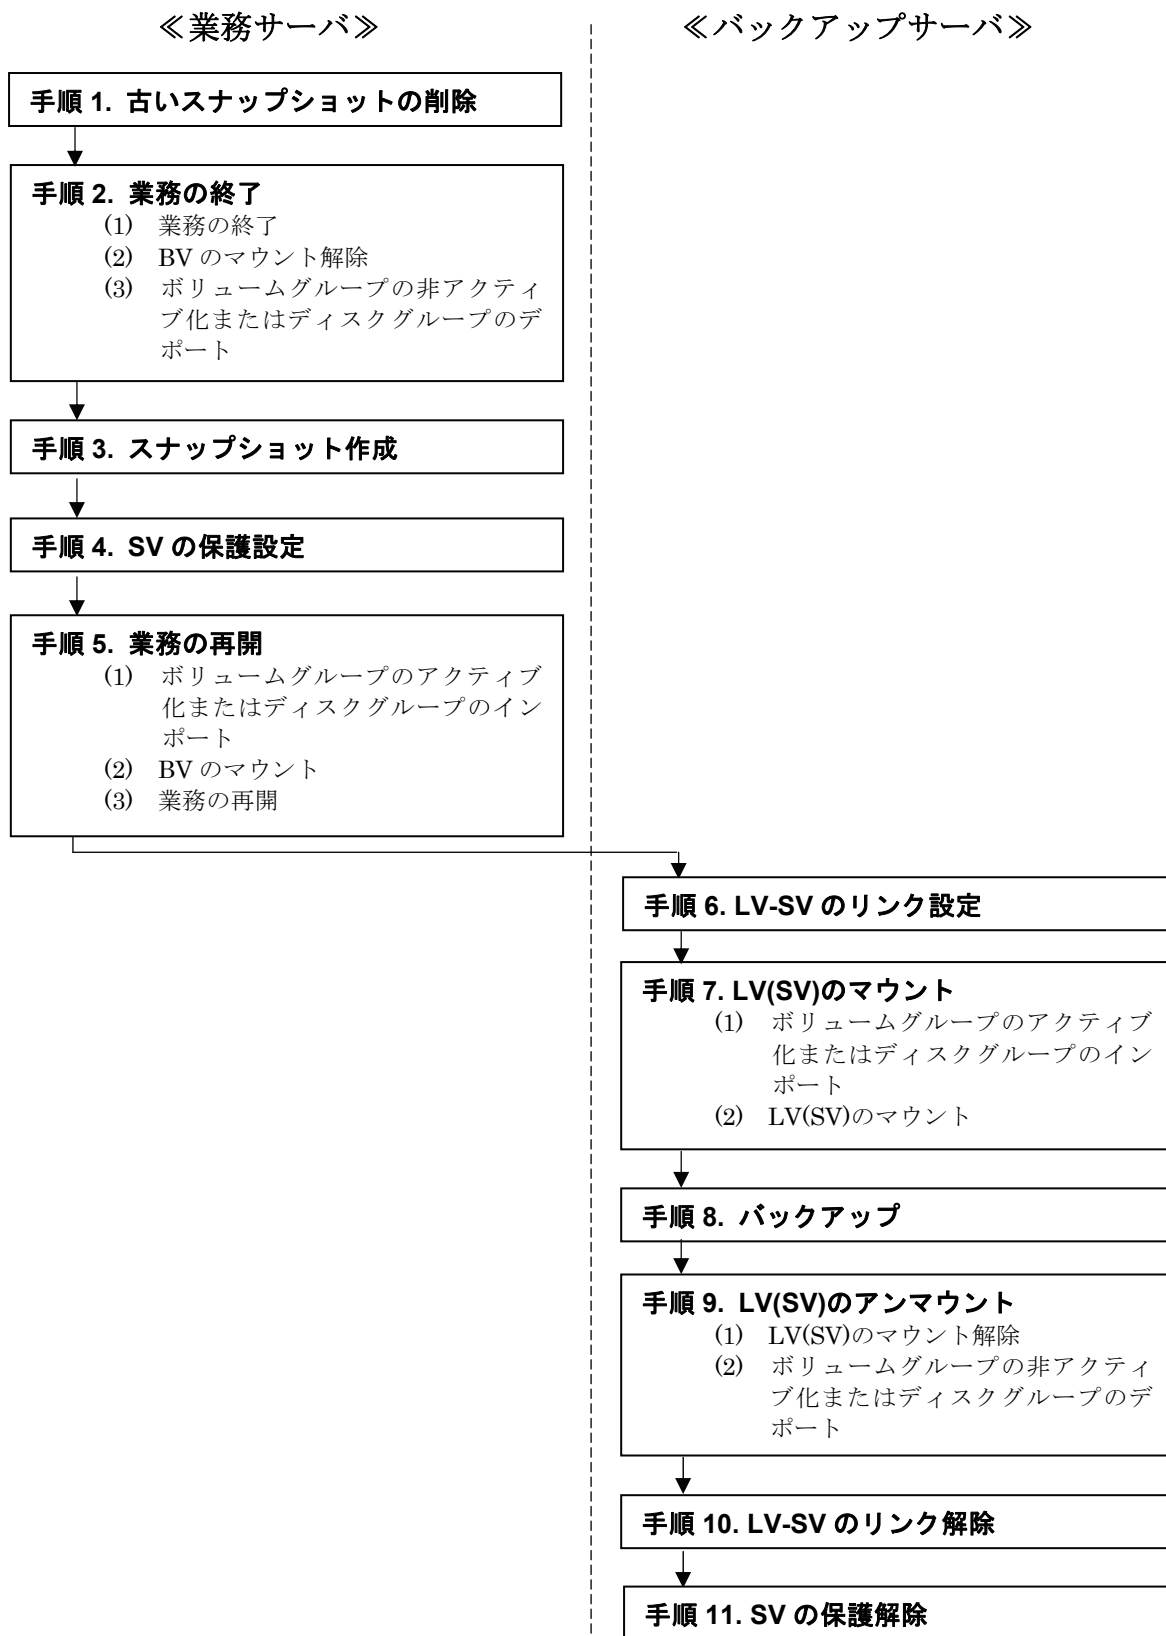 ≪業務サーバ≫
≪バックアップサーバ≫
手順 1. 古いスナップショットの削除
手順 2. 業務の終了
(1) 業務の終了
(2) BV のマウント解除
(3) ボリュームグループの非アクティ
ブ化またはディスクグループのデ
ポート
手順 3. スナップショット作成
手順 4. SV の保護設定
手順 5. 業務の再開
(1) ボリュームグループのアクティブ
化またはディスクグループのイン
ポート
(2) BV のマウント
(3) 業務の再開
手順 6. LV-SV のリンク設定
手順 7. LV(SV)のマウント
(1) ボリュームグループのアクティブ
化またはディスクグループのイン
ポート
(2) LV(SV)のマウント
手順 8. バックアップ
手順 9. LV(SV)のアンマウント
(1) LV(SV)のマウント解除
(2) ボリュームグループの非アクティ
ブ化またはディスクグループのデ
ポート
手順 10. LV-SV のリンク解除
手順 11. SV の保護解除